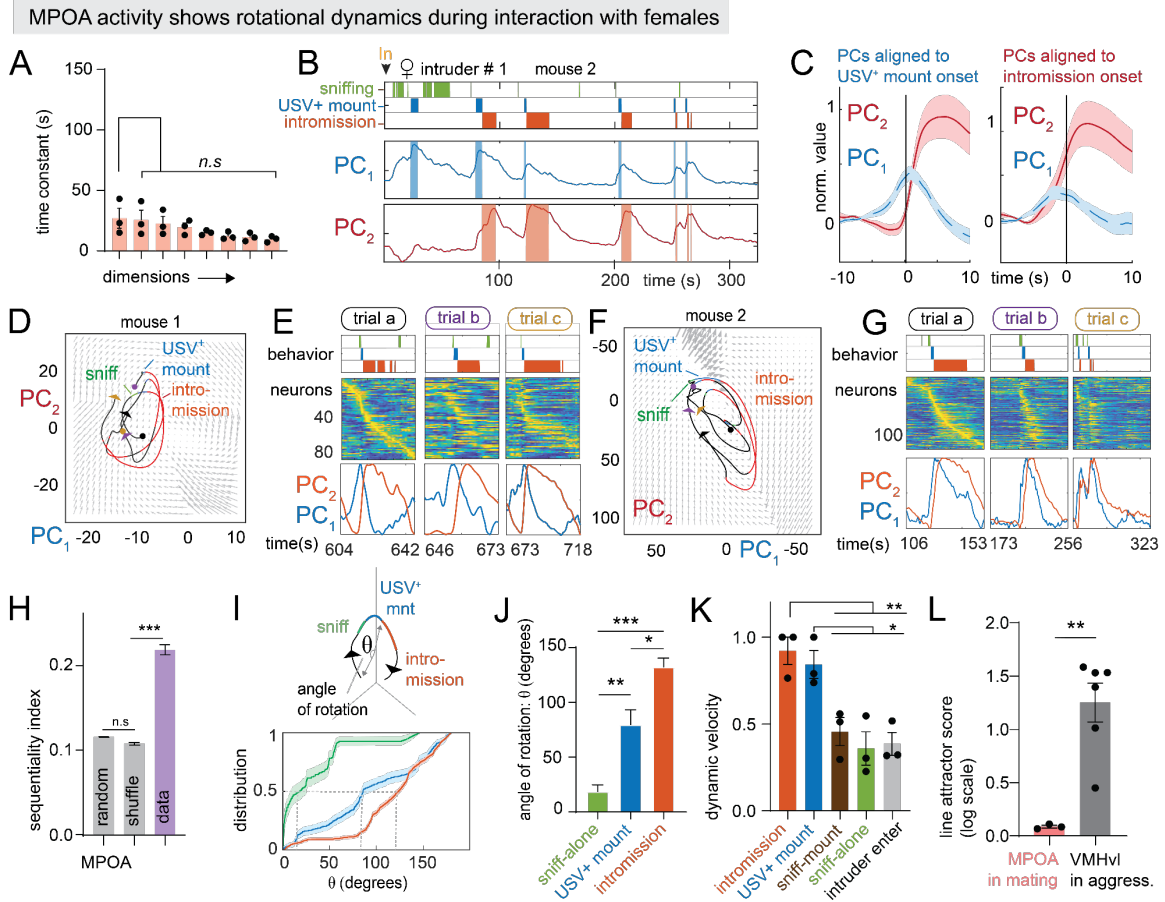 MPOA activity shows rotational dynamics during interaction with females
A
150
100
50
0
time constant (s)
n.s
dimensions
B
In
♀ intruder # 1 mouse 2
sniffing
USV+ mount
intromission
PC1
PC2
100 200 time (s) 300
C
PCs aligned to
USV+ mount onset
PCs aligned to
intromission onset
norm. value
1
0
PC2
PC1
-10 0 10
time (s)
1
0
PC2
PC1
0 10
time (s)
D
mouse 1
USV+
mount
sniff
intro-
mission
20
PC2
0
-20
PC1 -20 -10 0 10
E
trial a trial b trial c
behavior
neurons
40
80
PC2
PC1
time(s) 604 642 646 673 673 718
F
mouse 2
-50
0
50
100
USV+
mount
intro-
mission
sniff
PC2
50 0 PC1 -50
G
trial a trial b trial c
behavior
neurons
100
PC2
PC1
time(s) 106 153 173 256 323
H
sequentiality index
0.2
0.1
0.0
n.s
***
random
shuffle
data
MPOA
I
USV+
mnt
sniff
θ
intro-
mission
angle
of rotation
distribution
1
0.5
0
0 50 100 150
θ (degrees)
J
angle of rotation: θ (degrees)
150
100
50
0
***
*
**
sniff-alone
USV+ mount
intromission
K
dynamic velocity
1.0
0.5
0.0
**
*
intromission
USV+ mount
sniff-mount
sniff-alone
intruder enter
L
line attractor score
(log scale)
2.0
1.5
1.0
0.5
0.0
**
MPOA
in mating
VMHvl
in aggress.